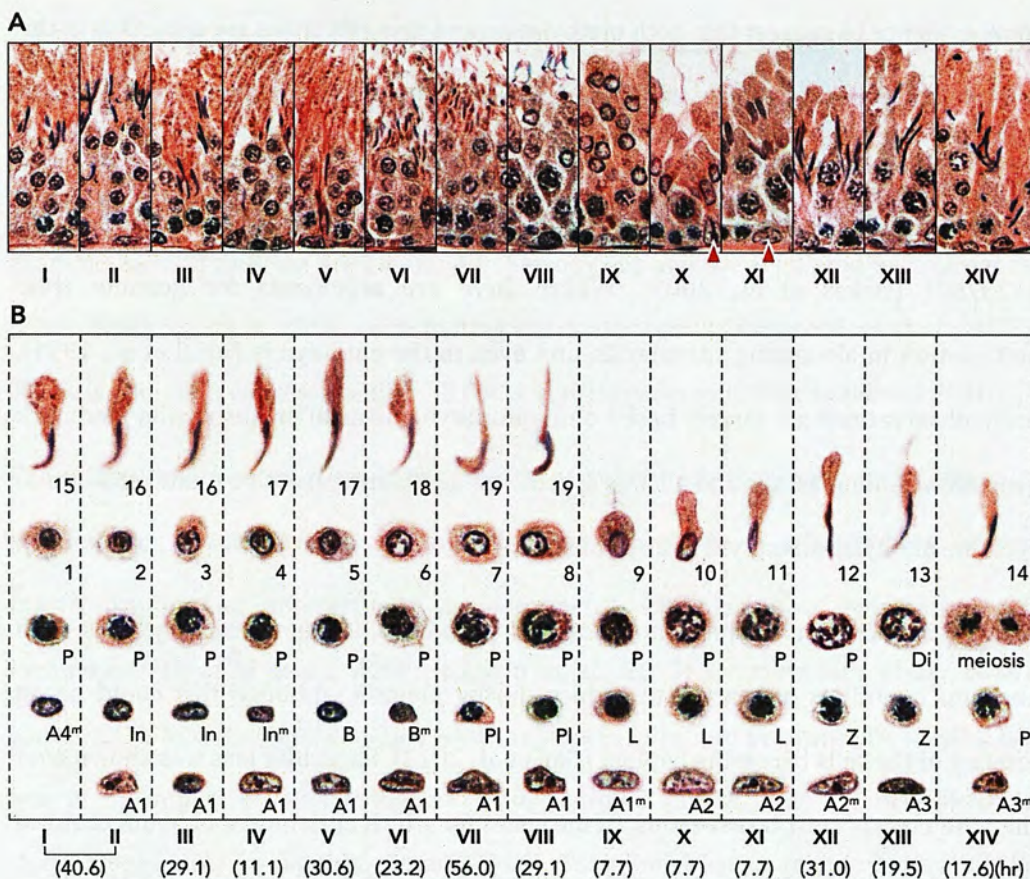 A
I II III IV V VI VII VIII IX X XI XII XIII XIV
B
15 16 16 17 17 18 19 19
1 2 3 4 5 6 7 8 9 10 11 12 13 14
P P P P P P P P P P P P Di meiosis
A4ᵐ In In Inᵐ B Bᵐ Pl Pl L L L Z Z P
A1 A1 A1 A1 A1 A1 A1 A1ᵐ A2 A2 A2ᵐ A3 A3ᵐ
I II III IV V VI VII VIII IX X XI XII XIII XIV
(40.6) (29.1) (11.1) (30.6) (23.2) (56.0) (29.1) (7.7) (7.7) (7.7) (31.0) (19.5) (17.6)(hr)